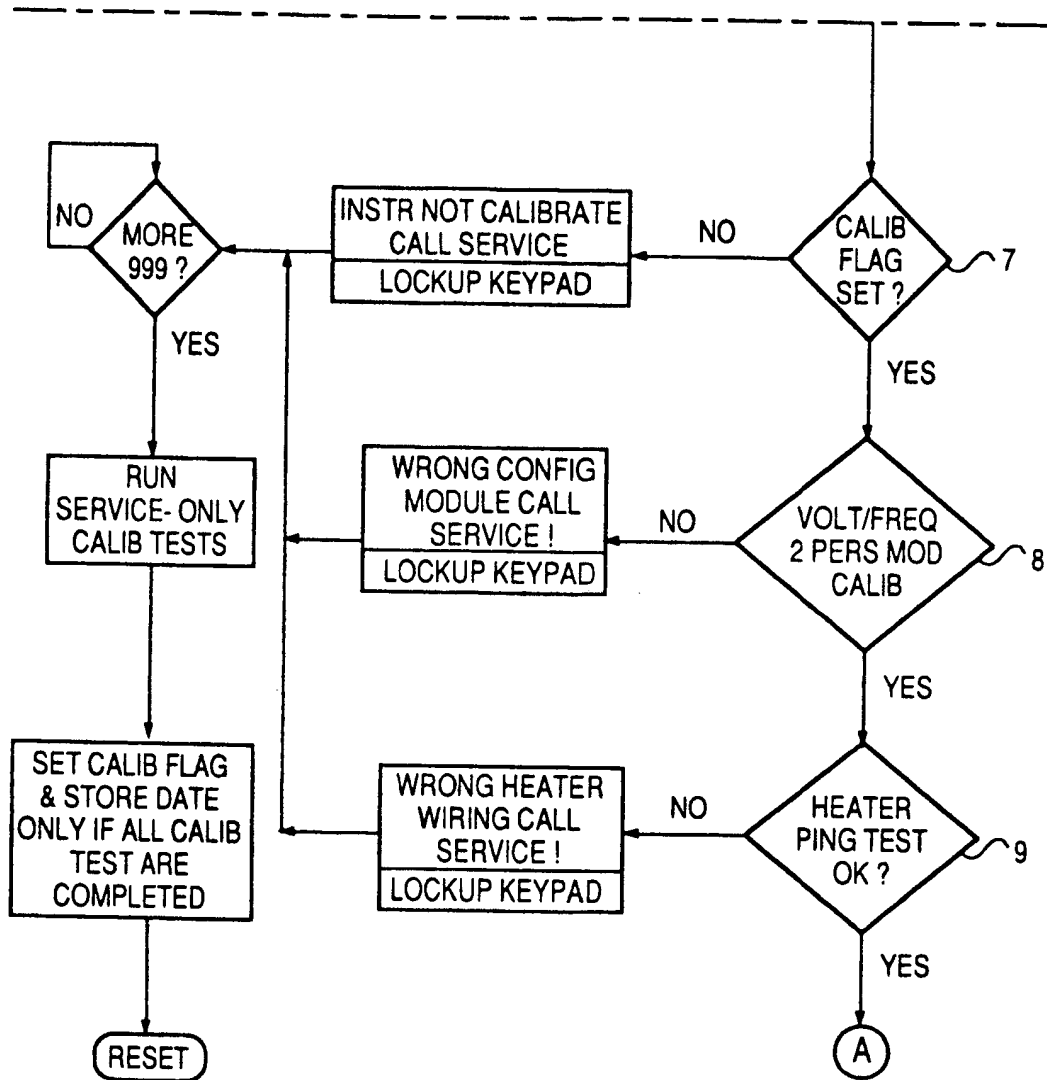 NO
MORE
999 ?
YES
INSTR NOT CALIBRATE
CALL SERVICE
LOCKUP KEYPAD
NO
CALIB
FLAG
SET ?
7
YES
RUN
SERVICE- ONLY
CALIB TESTS
WRONG CONFIG
MODULE CALL
SERVICE !
LOCKUP KEYPAD
NO
VOLT/FREQ
2 PERS MOD
CALIB
8
YES
SET CALIB FLAG
& STORE DATE
ONLY IF ALL CALIB
TEST ARE
COMPLETED
WRONG HEATER
WIRING CALL
SERVICE !
LOCKUP KEYPAD
NO
HEATER
PING TEST
OK ?
9
YES
RESET
A